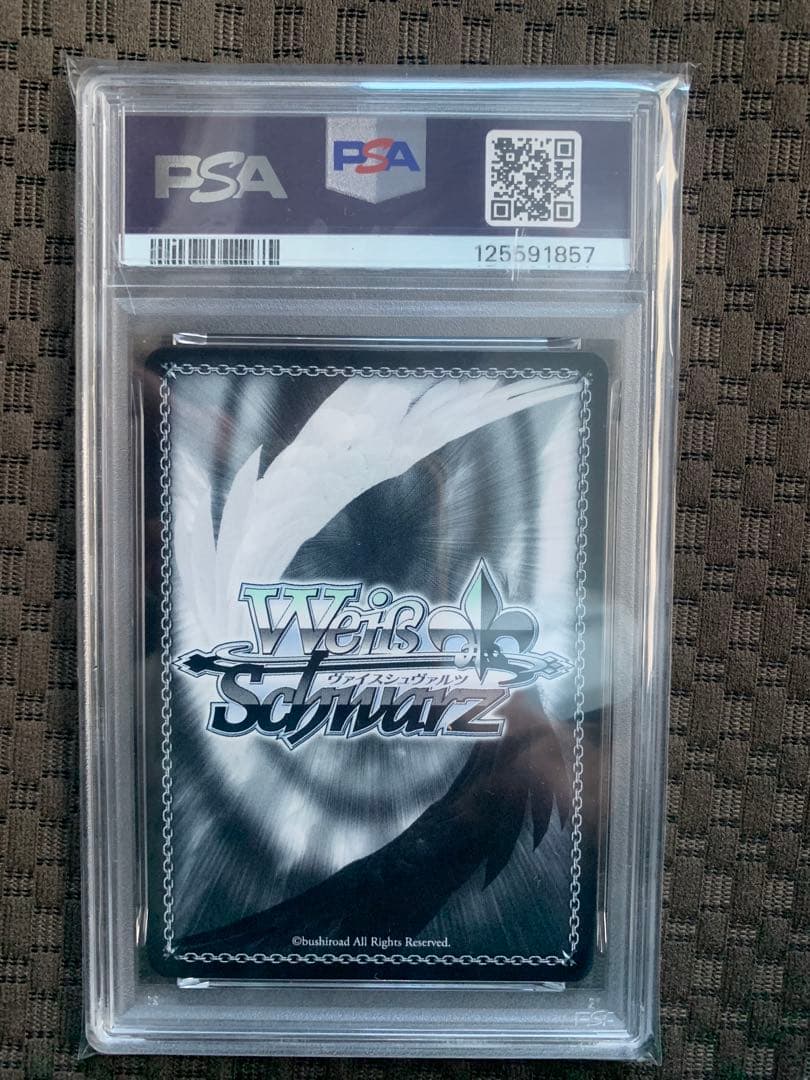 PSA
PSA
125591857
Weiß
ヴァイスシュヴァルツ
Schwarz
©bushiroad All Rights Reserved.
PSA